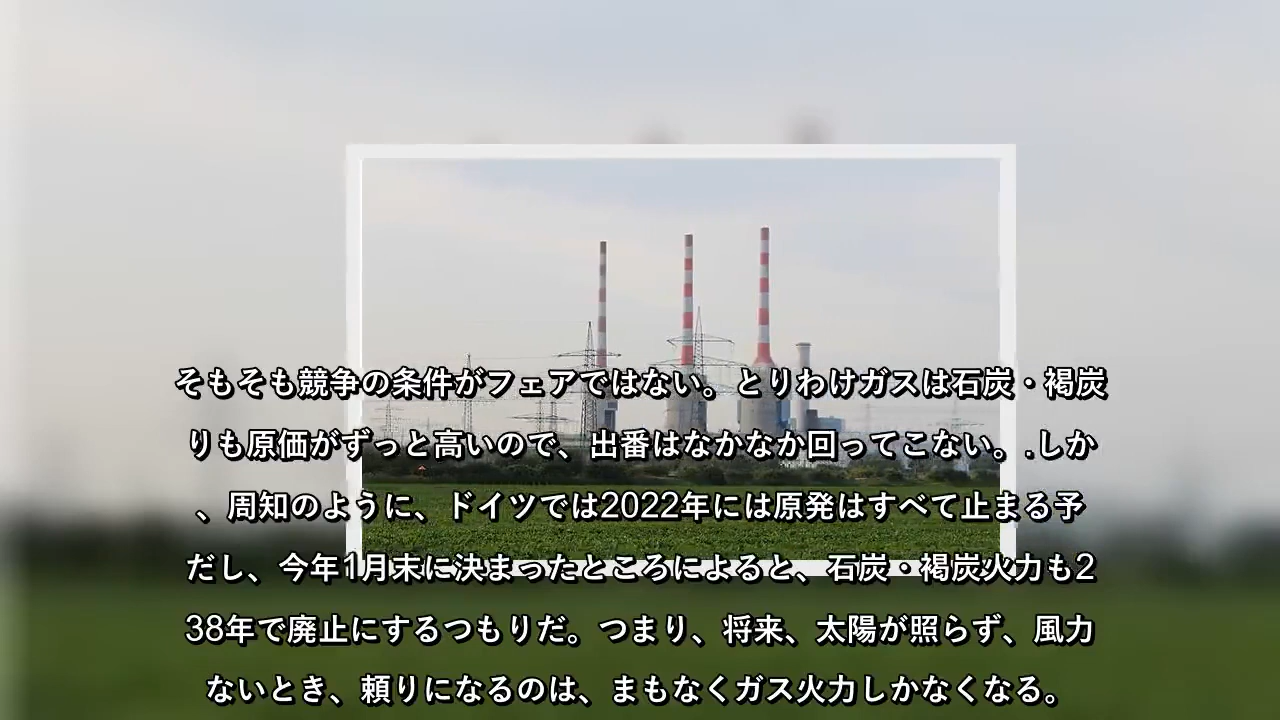 そもそも競争の条件がフェアではない。とりわけガスは石炭・褐炭
りも原価がずっと高いので、出番はなかなか回ってこない。.しか
、周知のように、ドイツでは2022年には原発はすべて止まる予
だし、今年1月末に決まったところによると、石炭・褐炭火力も2
38年で廃止にするつもりだ。つまり、将来、太陽が照らず、風力
ないとき、頼りになるのは、まもなくガス火力しかなくなる。